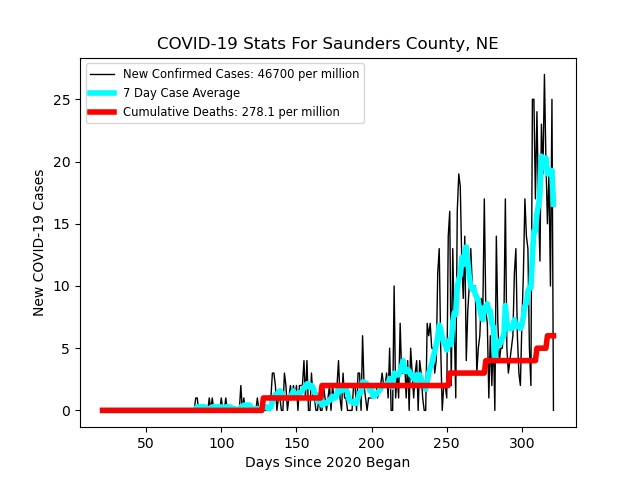 COVID-19 Stats For Saunders County, NE
New Confirmed Cases: 46700 per million
7 Day Case Average
Cumulative Deaths: 278.1 per million
New COVID-19 Cases
25
20
15
10
5
0
50 100 150 200 250 300
Days Since 2020 Began